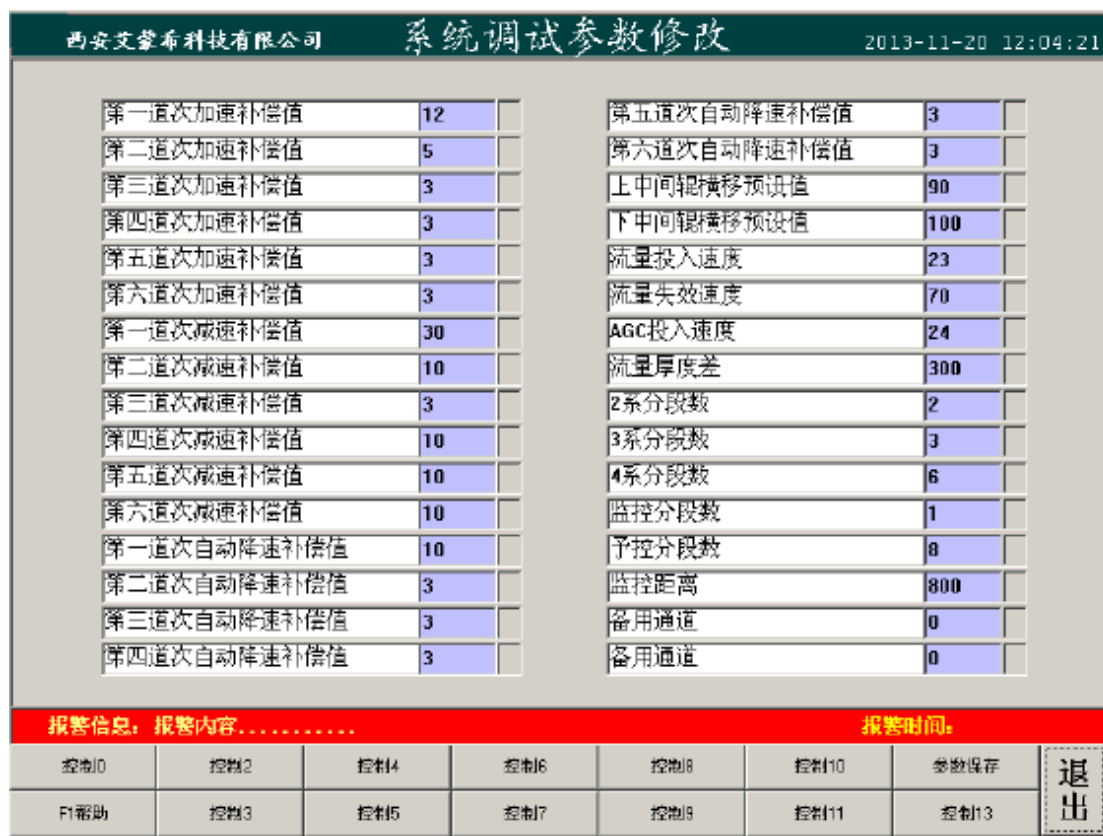 西安艾蒙希科技有限公司 系统调试参数修改 2013-11-20 12:04:21
第一道次加速补偿值 12 第五道次自动降速补偿值 3
第二道次加速补偿值 5 第六道次自动降速补偿值 3
第三道次加速补偿值 3 上中间辊横移预设值 90
第四道次加速补偿值 3 下中间辊横移预设值 100
第五道次加速补偿值 3 流量投入速度 23
第六道次加速补偿值 3 流量失效速度 70
第一道次减速补偿值 30 AGC投入速度 24
第二道次减速补偿值 10 流量厚度差 300
第三道次减速补偿值 3 2系分段数 2
第四道次减速补偿值 10 3系分段数 3
第五道次减速补偿值 10 4系分段数 6
第六道次减速补偿值 10 监控分段数 1
第一道次自动降速补偿值 10 予控分段数 8
第二道次自动降速补偿值 3 监控距离 800
第三道次自动降速补偿值 3 备用通道 0
第四道次自动降速补偿值 3 备用通道 0
报警信息：报警内容........... 报警时间：
控制0 控制2 控制4 控制6 控制8 控制10 参数保存 退出
F1帮助 控制3 控制5 控制7 控制9 控制11 控制13